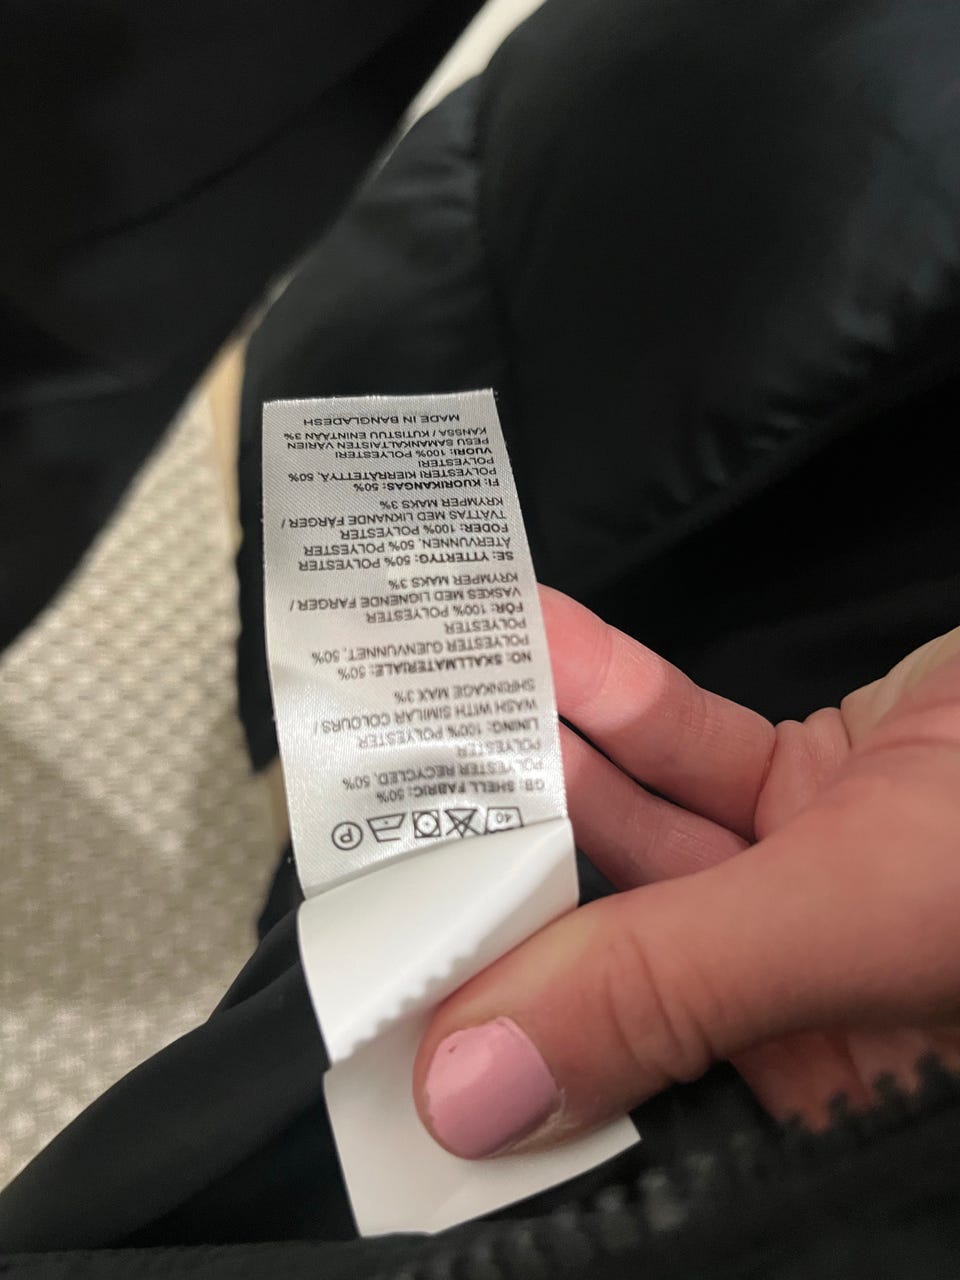 40 P
GB: SHELL FABRIC: 50%
POLYESTER RECYCLED, 50%
POLYESTER
LINING: 100% POLYESTER
WASH WITH SIMILAR COLOURS /
SHRINKAGE MAX 3%
NO: SKALLMATERIALE: 50%
POLYESTER GJENVUNNET, 50%
POLYESTER
FÔR: 100% POLYESTER
VASKES MED LIGNENDE FARGER /
KRYMPER MAKS 3%
SE: YTTERTYG: 50% POLYESTER
ÅTERVUNNEN, 50% POLYESTER
FODER: 100% POLYESTER
TVÄTTAS MED LIKNANDE FÄRGER /
KRYMPER MAKS 3%
FI: KUORIKANGAS: 50%
POLYESTERI KIERRÄTETTYÄ, 50%
POLYESTERI
VUORI: 100% POLYESTERI
PESU SAMANKALTAISTEN VÄRIEN
KANSSA / KUTISTUU ENINTÄÄN 3%
MADE IN BANGLADESH